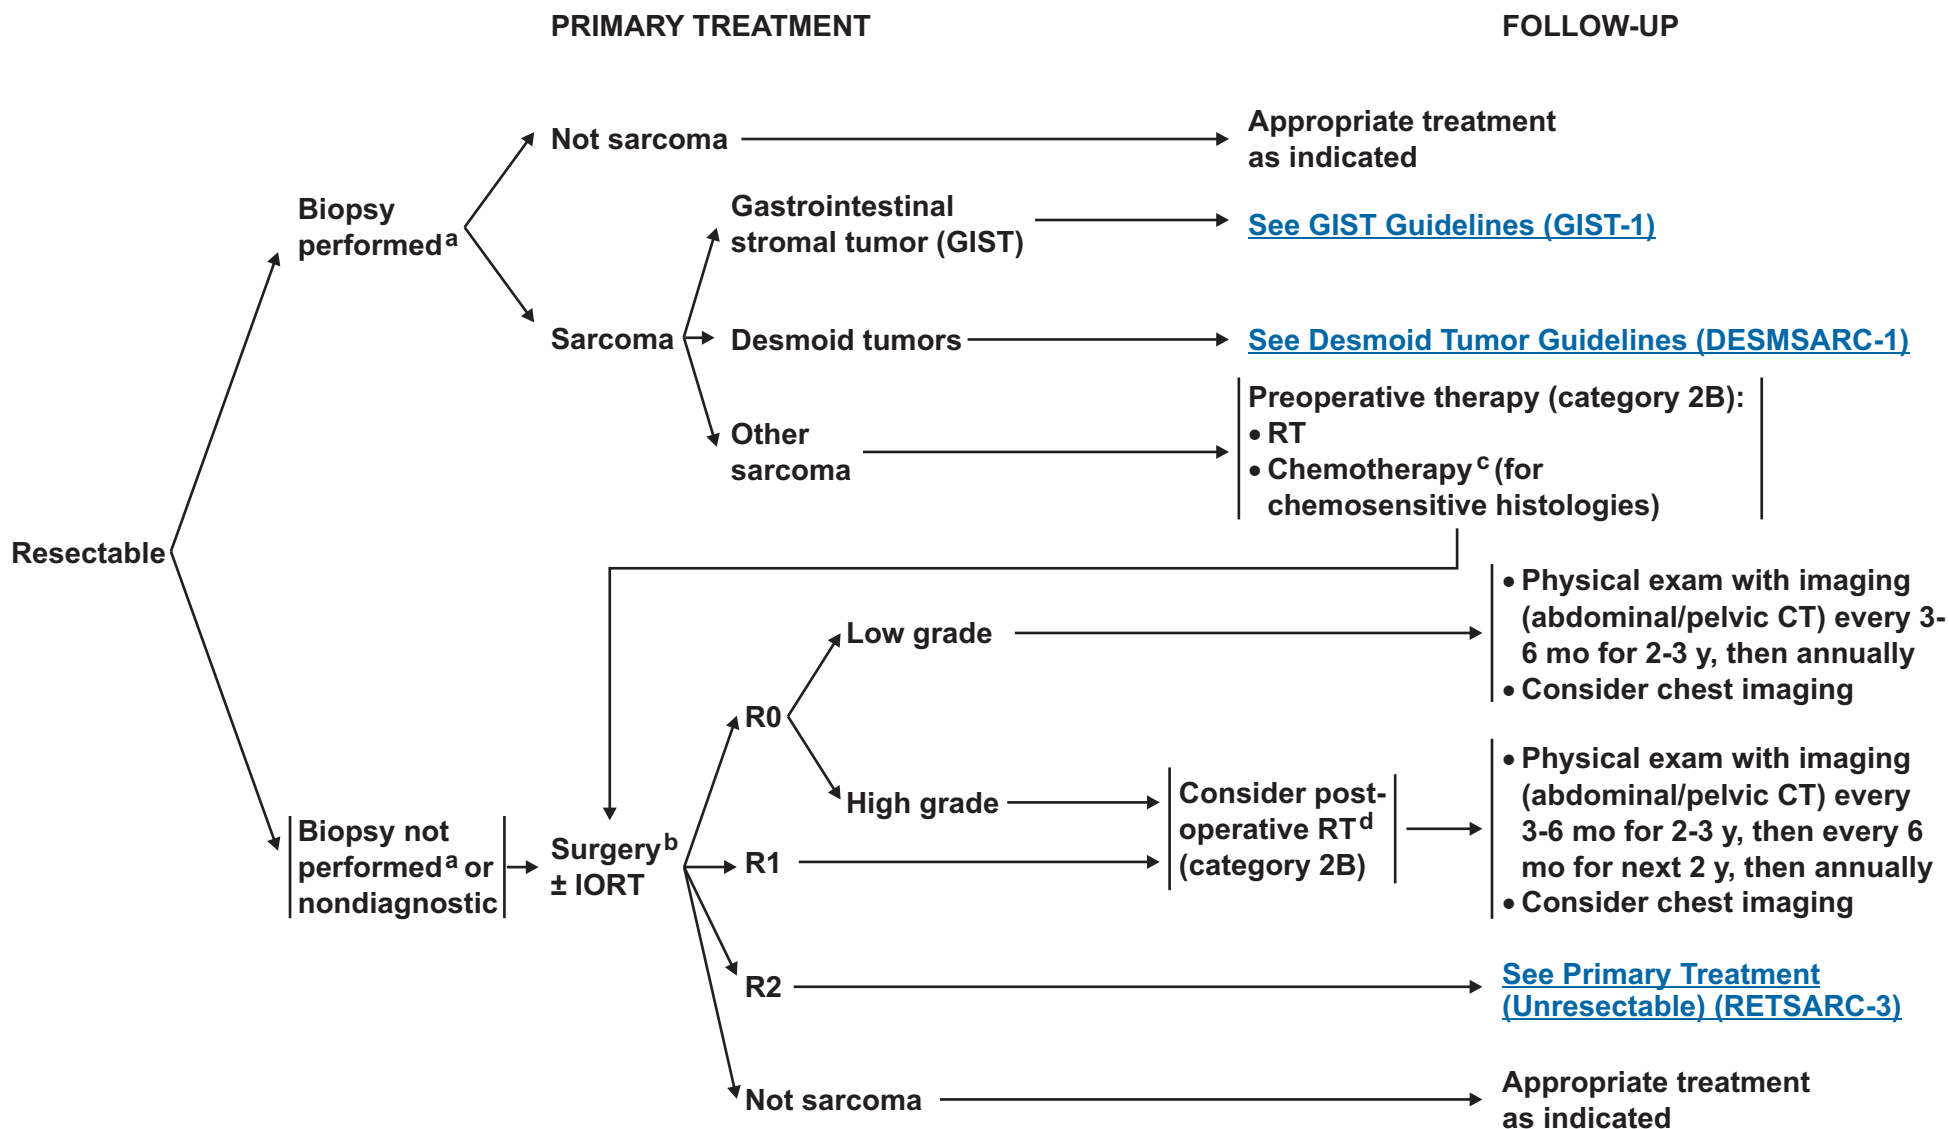 PRIMARY TREATMENT
FOLLOW-UP
Not sarcoma
Appropriate treatment
as indicated
Biopsy
performed a
Gastrointestinal
stromal tumor (GIST)
See GIST Guidelines (GIST-1)
Sarcoma
Desmoid tumors
See Desmoid Tumor Guidelines (DESMSARC-1)
Other
sarcoma
Preoperative therapy (category 2B):
• RT
• Chemotherapy c (for
chemosensitive histologies)
Resectable
Biopsy not
performed a or
nondiagnostic
Surgery b
± IORT
R0
Low grade
• Physical exam with imaging
(abdominal/pelvic CT) every 3-
6 mo for 2-3 y, then annually
• Consider chest imaging
High grade
R1
Consider post-
operative RT d
(category 2B)
• Physical exam with imaging
(abdominal/pelvic CT) every
3-6 mo for 2-3 y, then every 6
mo for next 2 y, then annually
• Consider chest imaging
R2
See Primary Treatment
(Unresectable) (RETSARC-3)
Not sarcoma
Appropriate treatment
as indicated